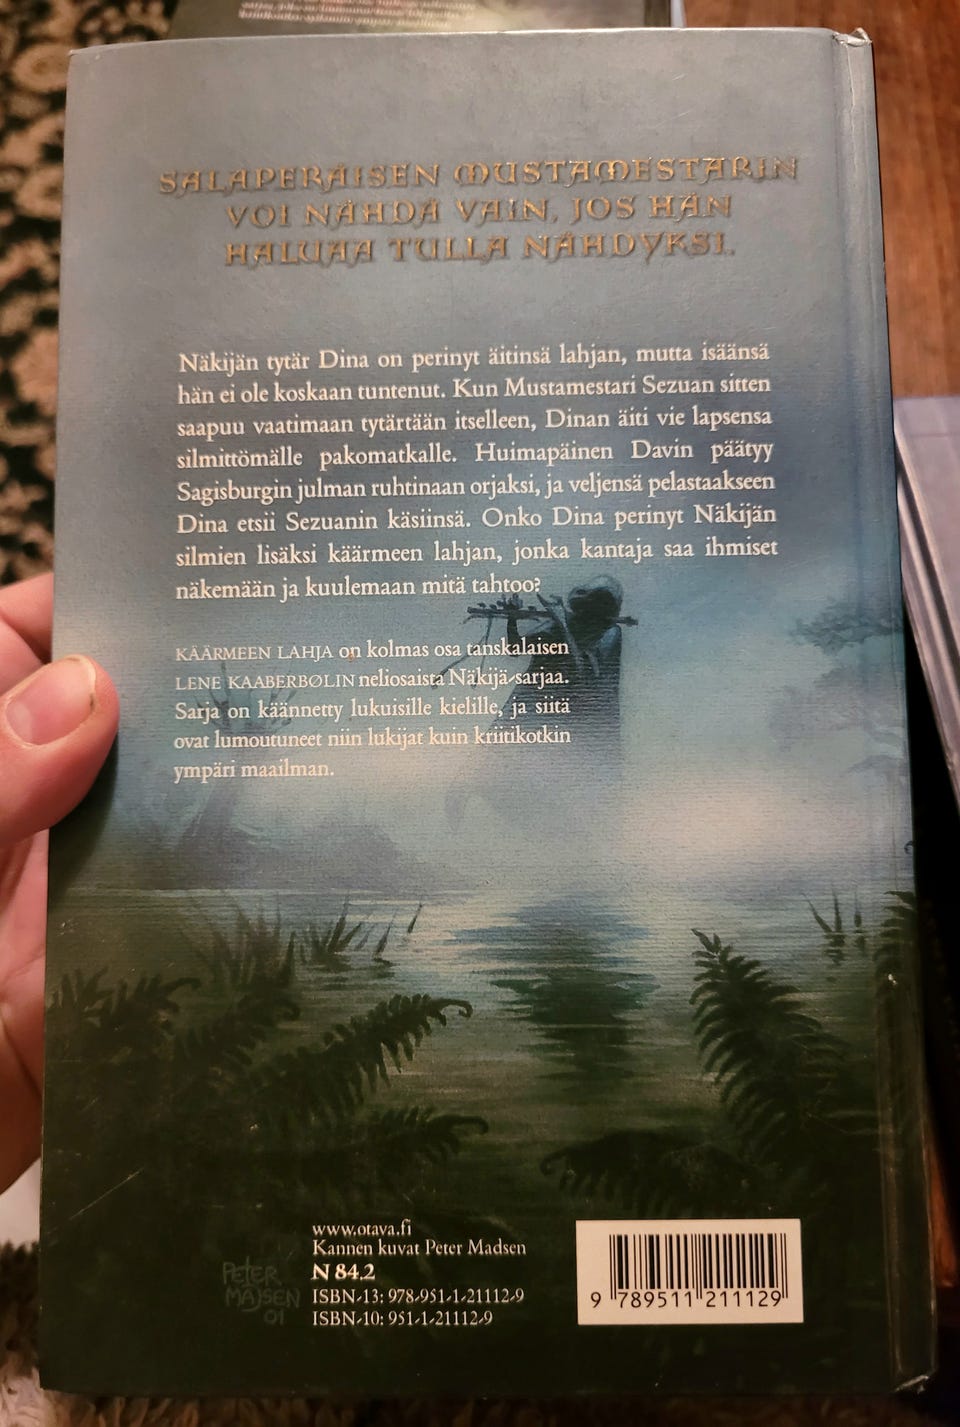 SALAPERÄISEN MUSTAMESTARIN
VOI NÄHDÄ VAIN, JOS HÄN
HALUAA TULLA NÄHDYKSI.
Näkijän tytär Dina on perinyt äitinsä lahjan, mutta isäänsä
hän ei ole koskaan tuntenut. Kun Mustamestari Sezuan sitten
saapuu vaatimaan tytärtään itselleen, Dinan äiti vie lapsensa
silmittömälle pakomatkalle. Huimapäinen Davin päätyy
Sagisburgin julman ruhtinaan orjaksi, ja veljensä pelastaakseen
Dina etsii Sezuanin käsiinsä. Onko Dina perinyt Näkijän
silmien lisäksi käärmeen lahjan, jonka kantaja saa ihmiset
näkemään ja kuulemaan mitä tahtoo?
KÄÄRMEEN LAHJA on kolmas osa tanskalaisen
LENE KAABERBØLIN neliosaista Näkijä-sarjaa.
Sarja on käännetty lukuisille kielille, ja siitä
ovat lumoutuneet niin lukijat kuin kriitikotkin
ympäri maailman.
www.otava.fi
Kannen kuvat Peter Madsen
N 84.2
ISBN-13: 978-951-1-21112-9
ISBN-10: 951-1-21112-9
PETER
MAJSEN
01
9 789511 211129